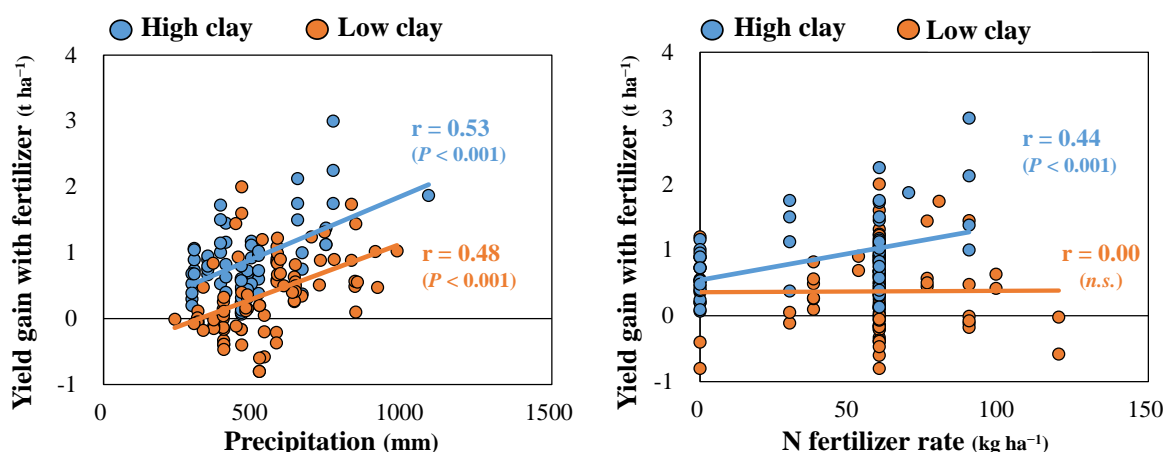 High clay Low clay
Yield gain with fertilizer (t ha⁻¹)
4
3
2
1
0
-1
r = 0.53
(P < 0.001)
r = 0.48
(P < 0.001)
0 500 1000 1500
Precipitation (mm)
High clay Low clay
Yield gain with fertilizer (t ha⁻¹)
4
3
2
1
0
-1
r = 0.44
(P < 0.001)
r = 0.00
(n.s.)
0 50 100 150
N fertilizer rate (kg ha⁻¹)